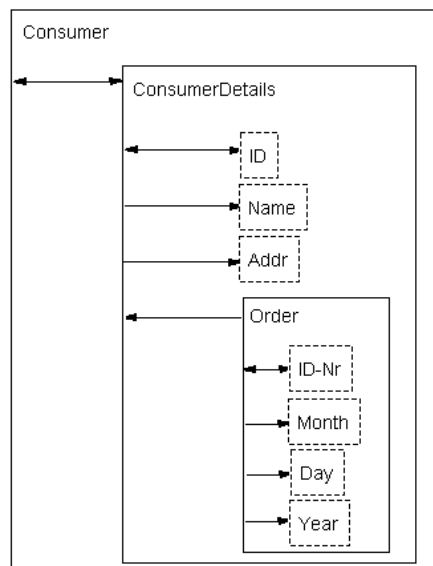 Consumer
ConsumerDetails
ID
Name
Addr
Order
ID-Nr
Month
Day
Year